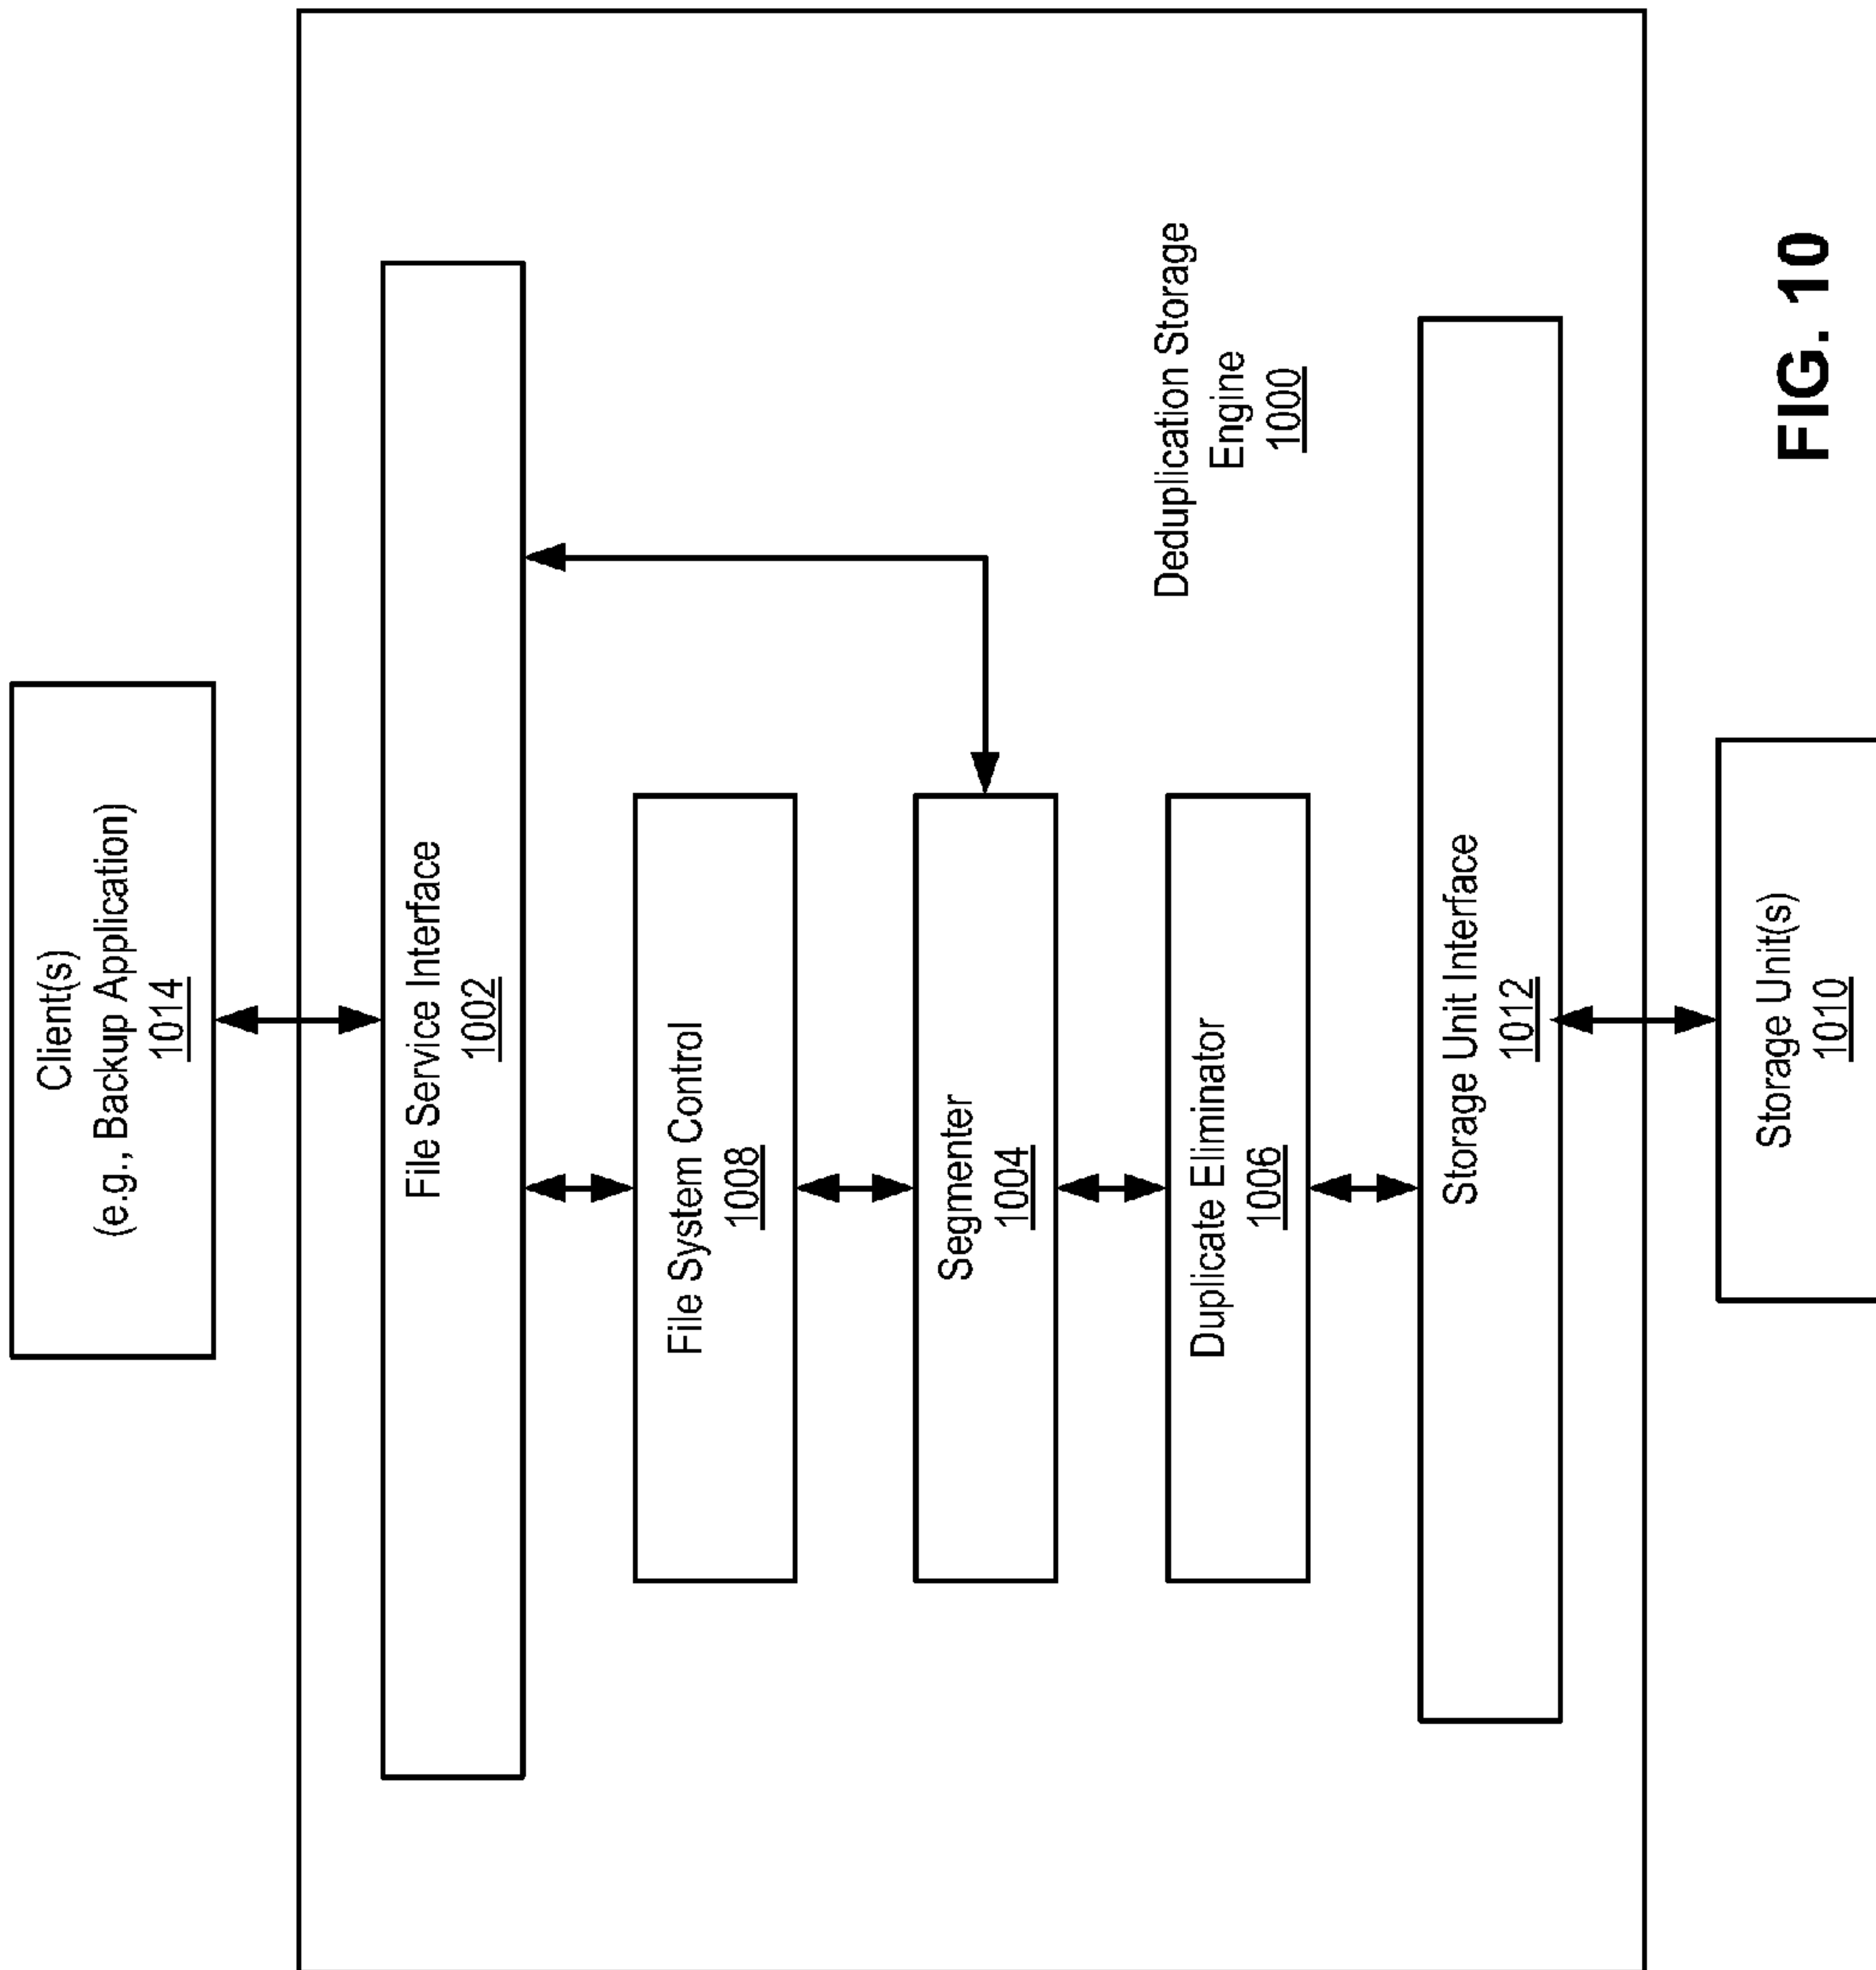 Client(s)
(e.g., Backup Application)
1014
File Service Interface
1002
File System Control
1008
Segmenter
1004
Duplicate Eliminator
1006
Deduplication Storage
Engine
1000
Storage Unit Interface
1012
Storage Unit(s)
1010
FIG. 10